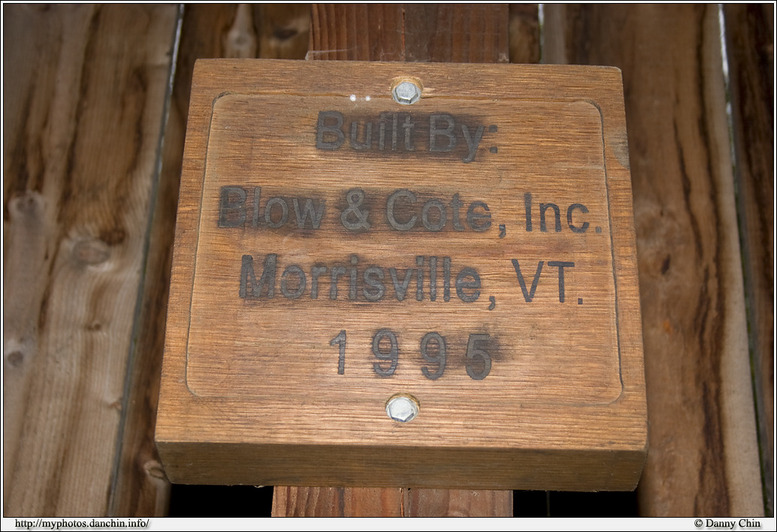 Built By:
Blow & Cote, Inc.
Morrisville, VT.
1995
http://myphotos.danchin.info/
© Danny Chin